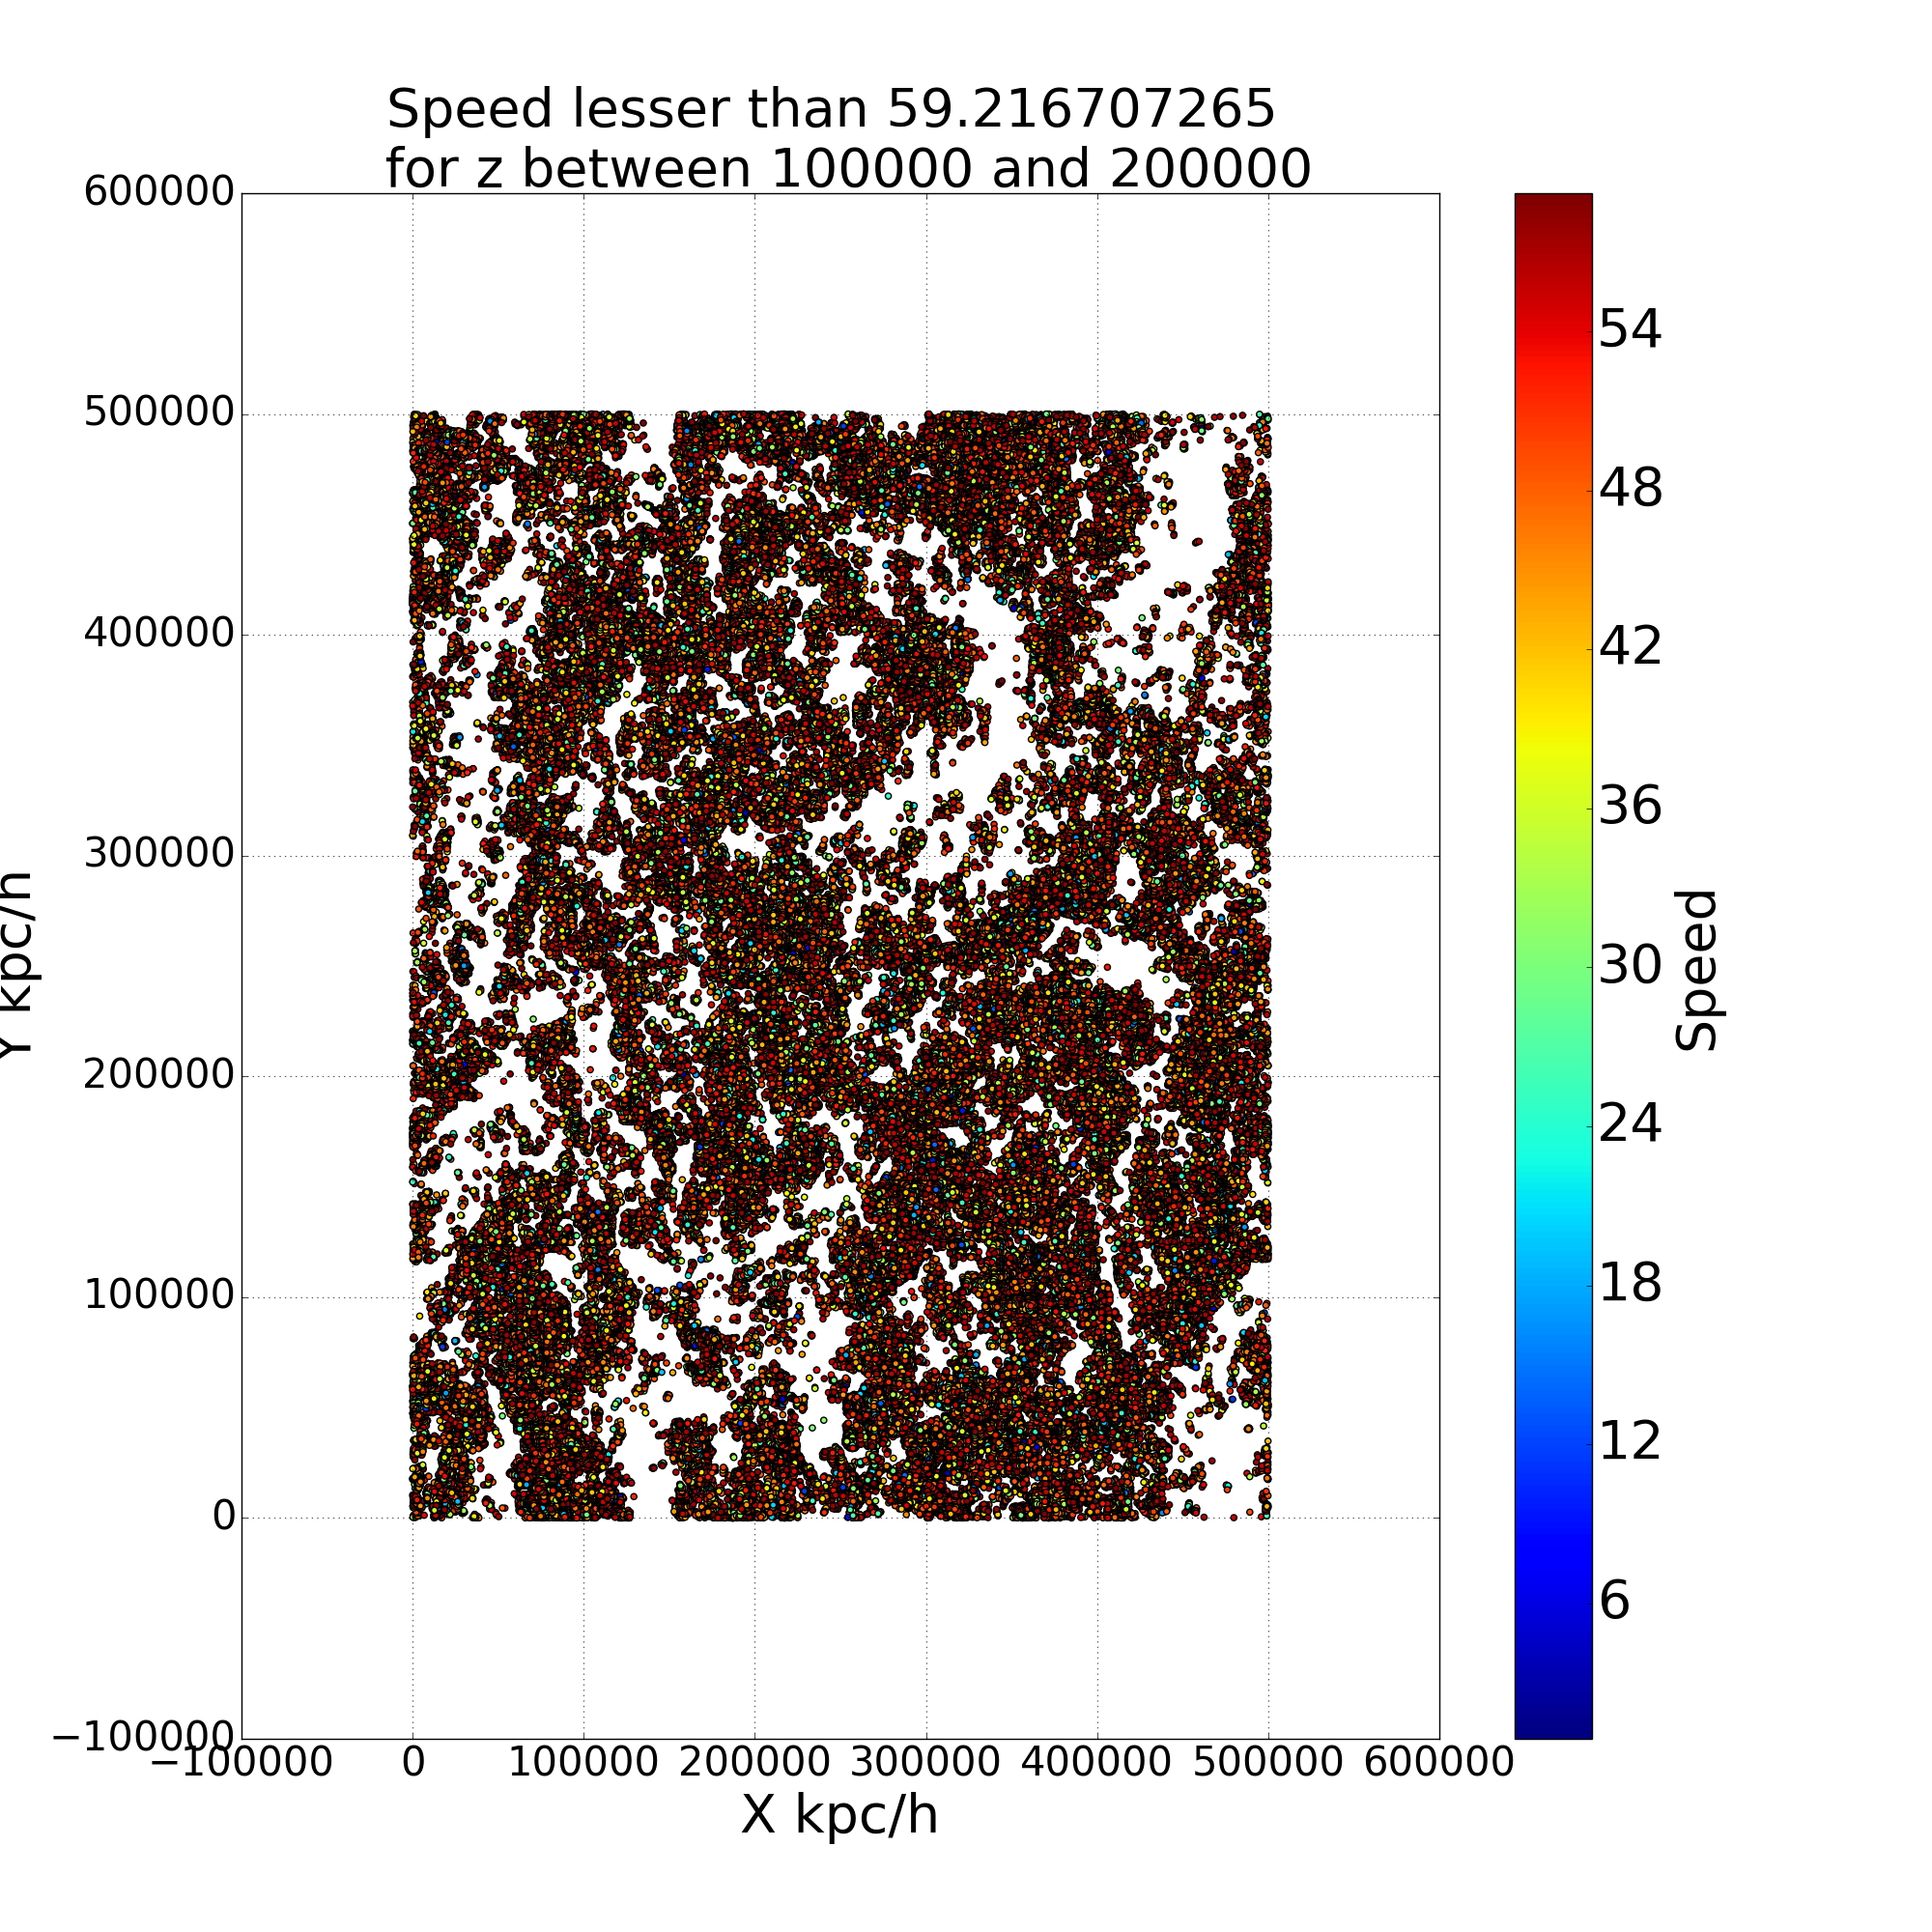 Speed lesser than 59.216707265
for z between 100000 and 200000
600000
500000
400000
300000
200000
100000
0
−100000
−100000 0 100000 200000 300000 400000 500000 600000
X kpc/h
Y kpc/h
54
48
42
36
30
24
18
12
6
Speed